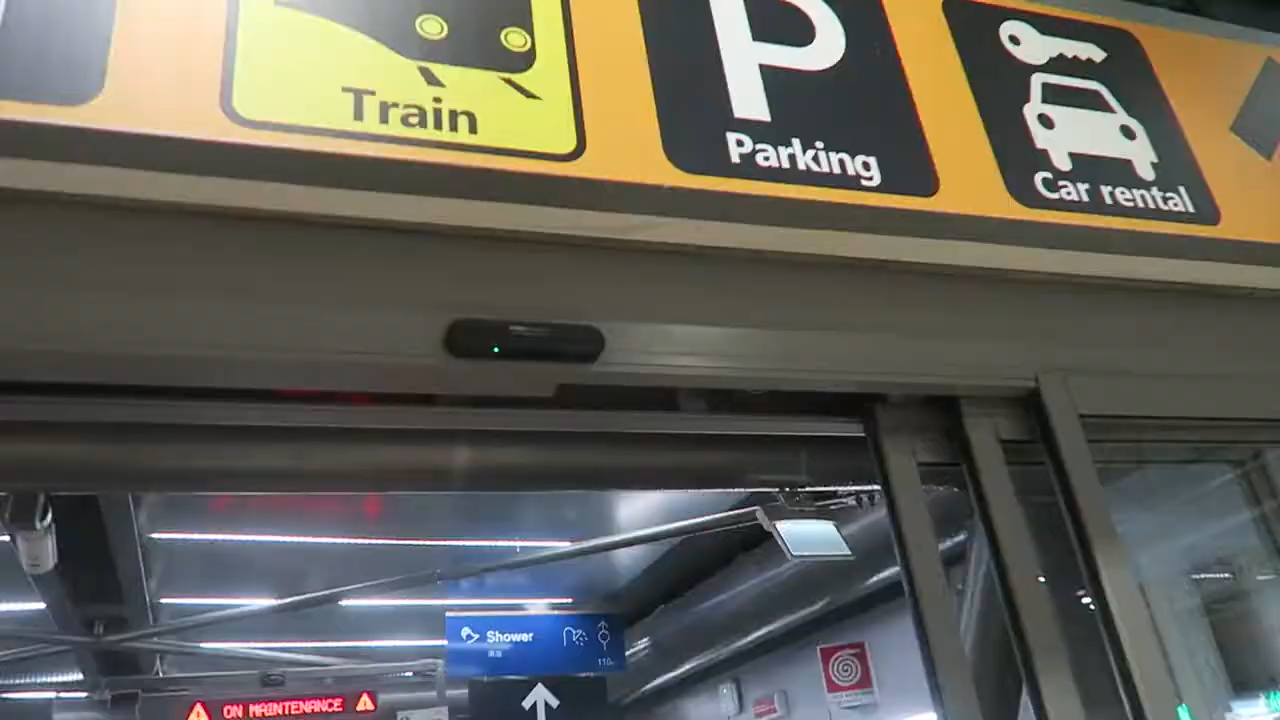 Train
P
Parking
Car rental
Shower
ON MAINTENANCE